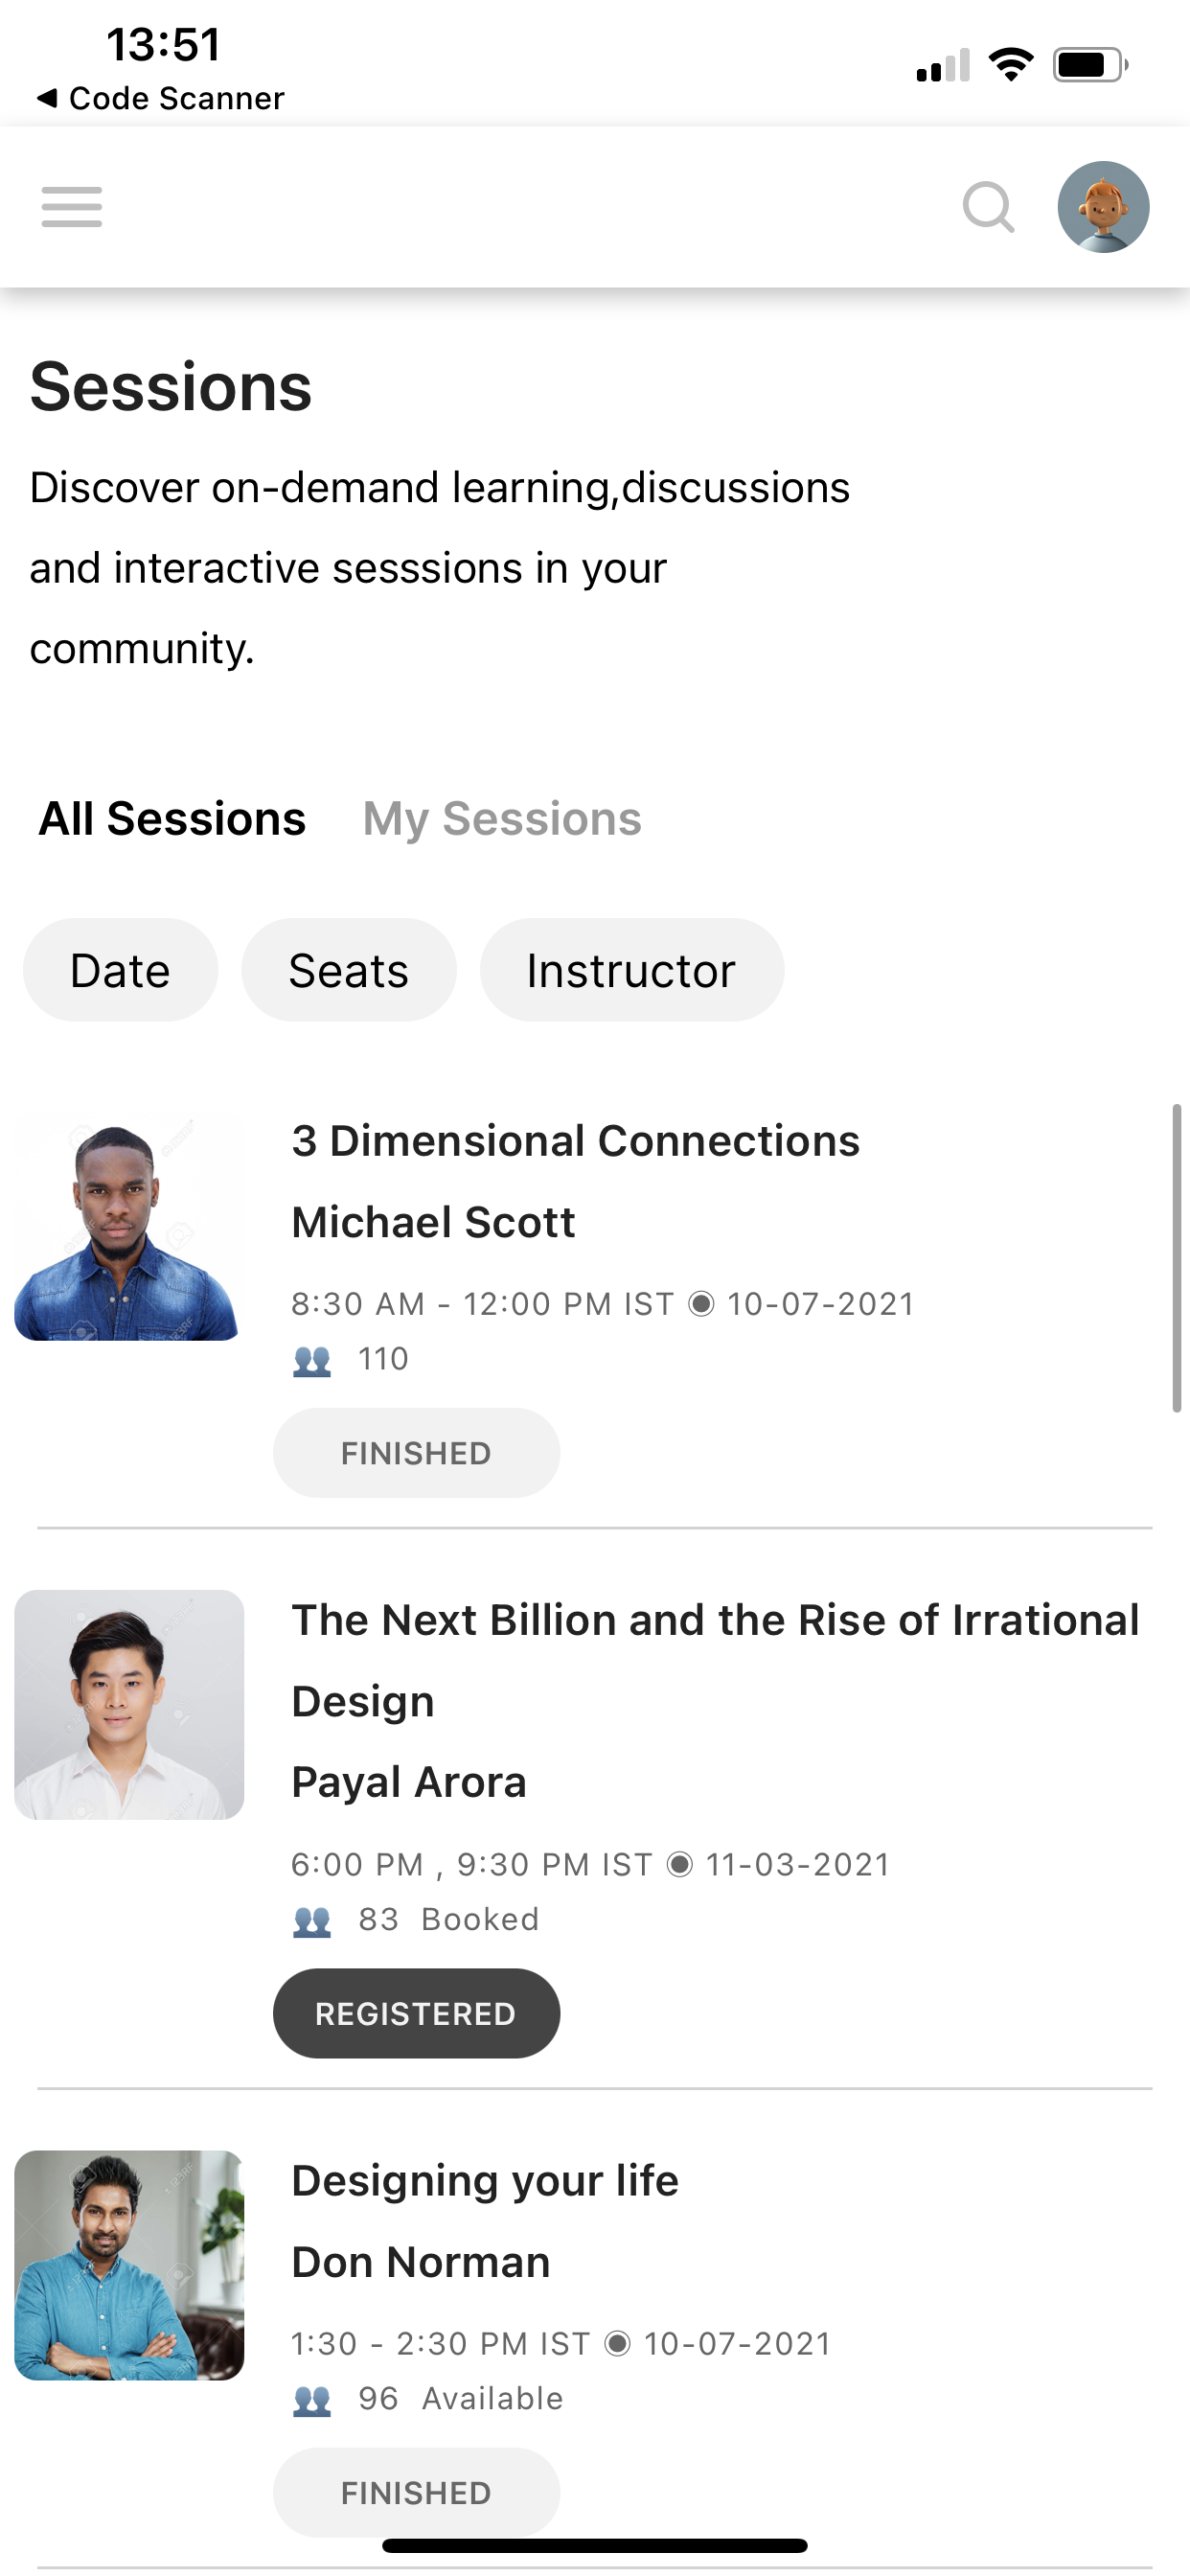 13:51
◀ Code Scanner
Sessions
Discover on-demand learning,discussions
and interactive sesssions in your
community.
All Sessions My Sessions
Date Seats Instructor
3 Dimensional Connections
Michael Scott
8:30 AM - 12:00 PM IST ◉ 10-07-2021
👥 110
FINISHED
The Next Billion and the Rise of Irrational
Design
Payal Arora
6:00 PM , 9:30 PM IST ◉ 11-03-2021
👥 83 Booked
REGISTERED
Designing your life
Don Norman
1:30 - 2:30 PM IST ◉ 10-07-2021
👥 96 Available
FINISHED